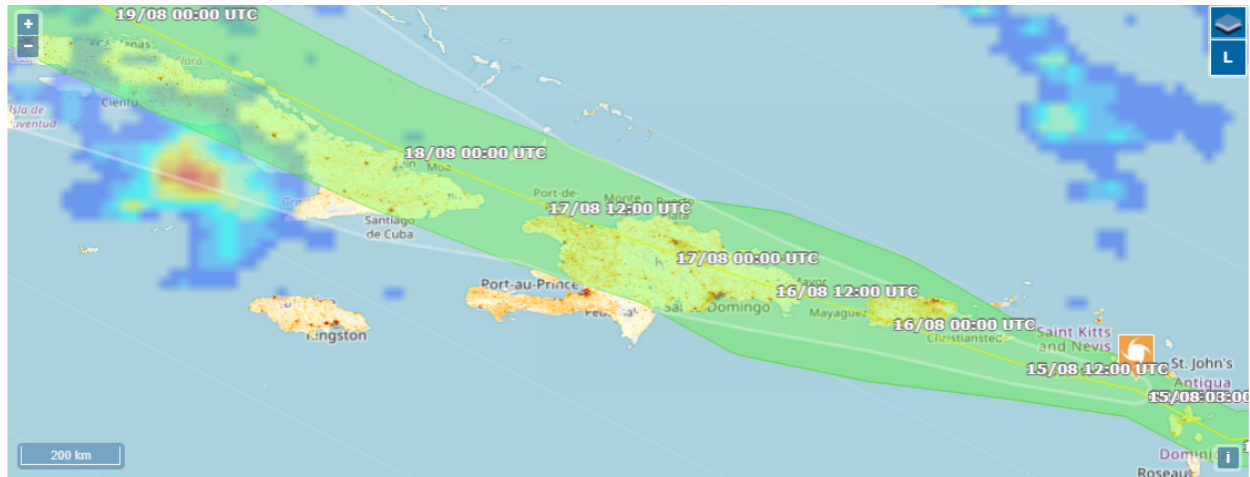 19/08 00:00 UTC
+
−
L
Cienfu
Isla de
uventud
18/08 00:00 UTC
Moa
Port-de-
Monte
Puerto
Plata
17/08 12:00 UTC
Santiago
de Cuba
17/08 00:00 UTC
Port-au-Prince
16/08 12:00 UTC
Domingo
Mayaguez
16/08 00:00 UTC
Kingston
Christiansted
Saint Kitts
and Nevis
St. John's
15/08 12:00 UTC
Antigua
15/08 03:00
200 km
Dominic
i
Roseau